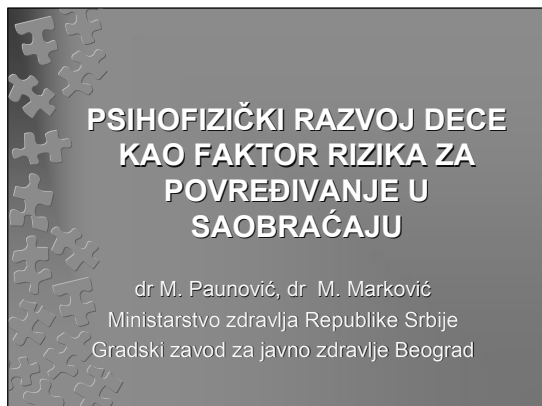 PSIHOFIZIČKI RAZVOJ DECE
KAO FAKTOR RIZIKA ZA
POVREĐIVANJE U
SAOBRAĆAJU
dr M. Paunović, dr M. Marković
Ministarstvo zdravlja Republike Srbije
Gradski zavod za javno zdravlje Beograd